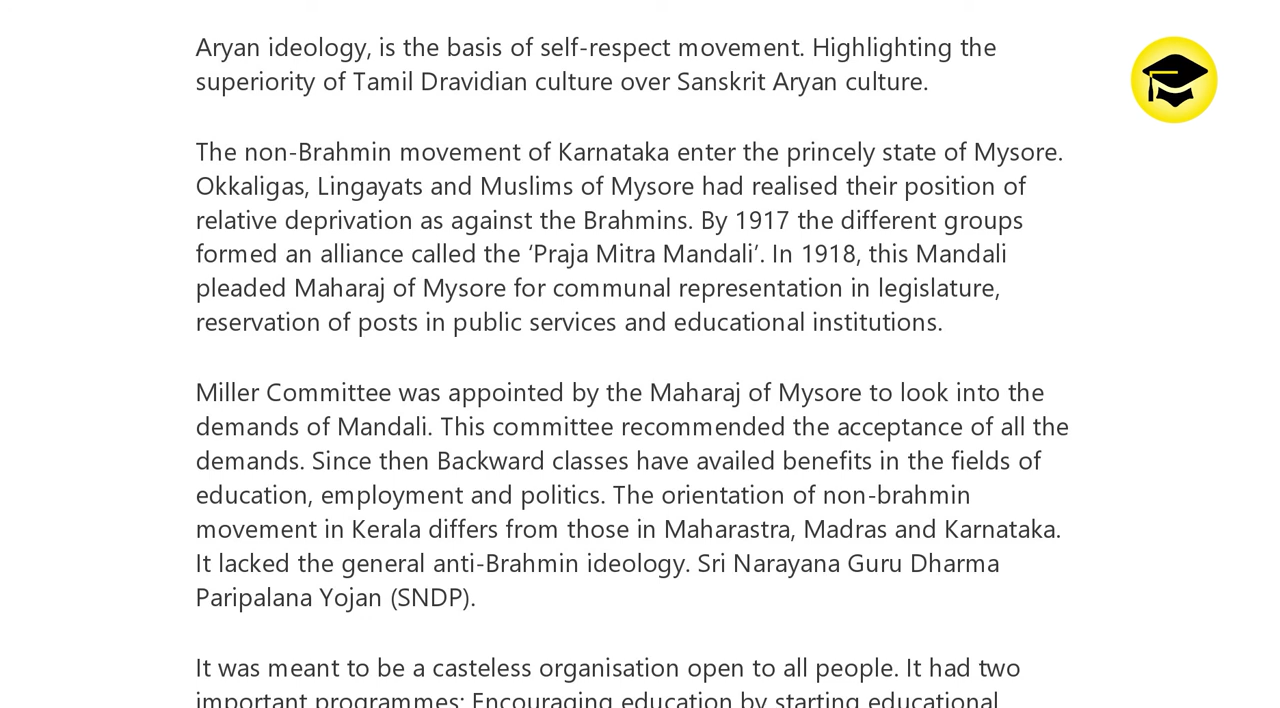 Aryan ideology, is the basis of self-respect movement. Highlighting the
superiority of Tamil Dravidian culture over Sanskrit Aryan culture.
The non-Brahmin movement of Karnataka enter the princely state of Mysore.
Okkaligas, Lingayats and Muslims of Mysore had realised their position of
relative deprivation as against the Brahmins. By 1917 the different groups
formed an alliance called the ‘Praja Mitra Mandali’. In 1918, this Mandali
pleaded Maharaj of Mysore for communal representation in legislature,
reservation of posts in public services and educational institutions.
Miller Committee was appointed by the Maharaj of Mysore to look into the
demands of Mandali. This committee recommended the acceptance of all the
demands. Since then Backward classes have availed benefits in the fields of
education, employment and politics. The orientation of non-brahmin
movement in Kerala differs from those in Maharastra, Madras and Karnataka.
It lacked the general anti-Brahmin ideology. Sri Narayana Guru Dharma
Paripalana Yojan (SNDP).
It was meant to be a casteless organisation open to all people. It had two
important programmes: Encouraging education by starting educational